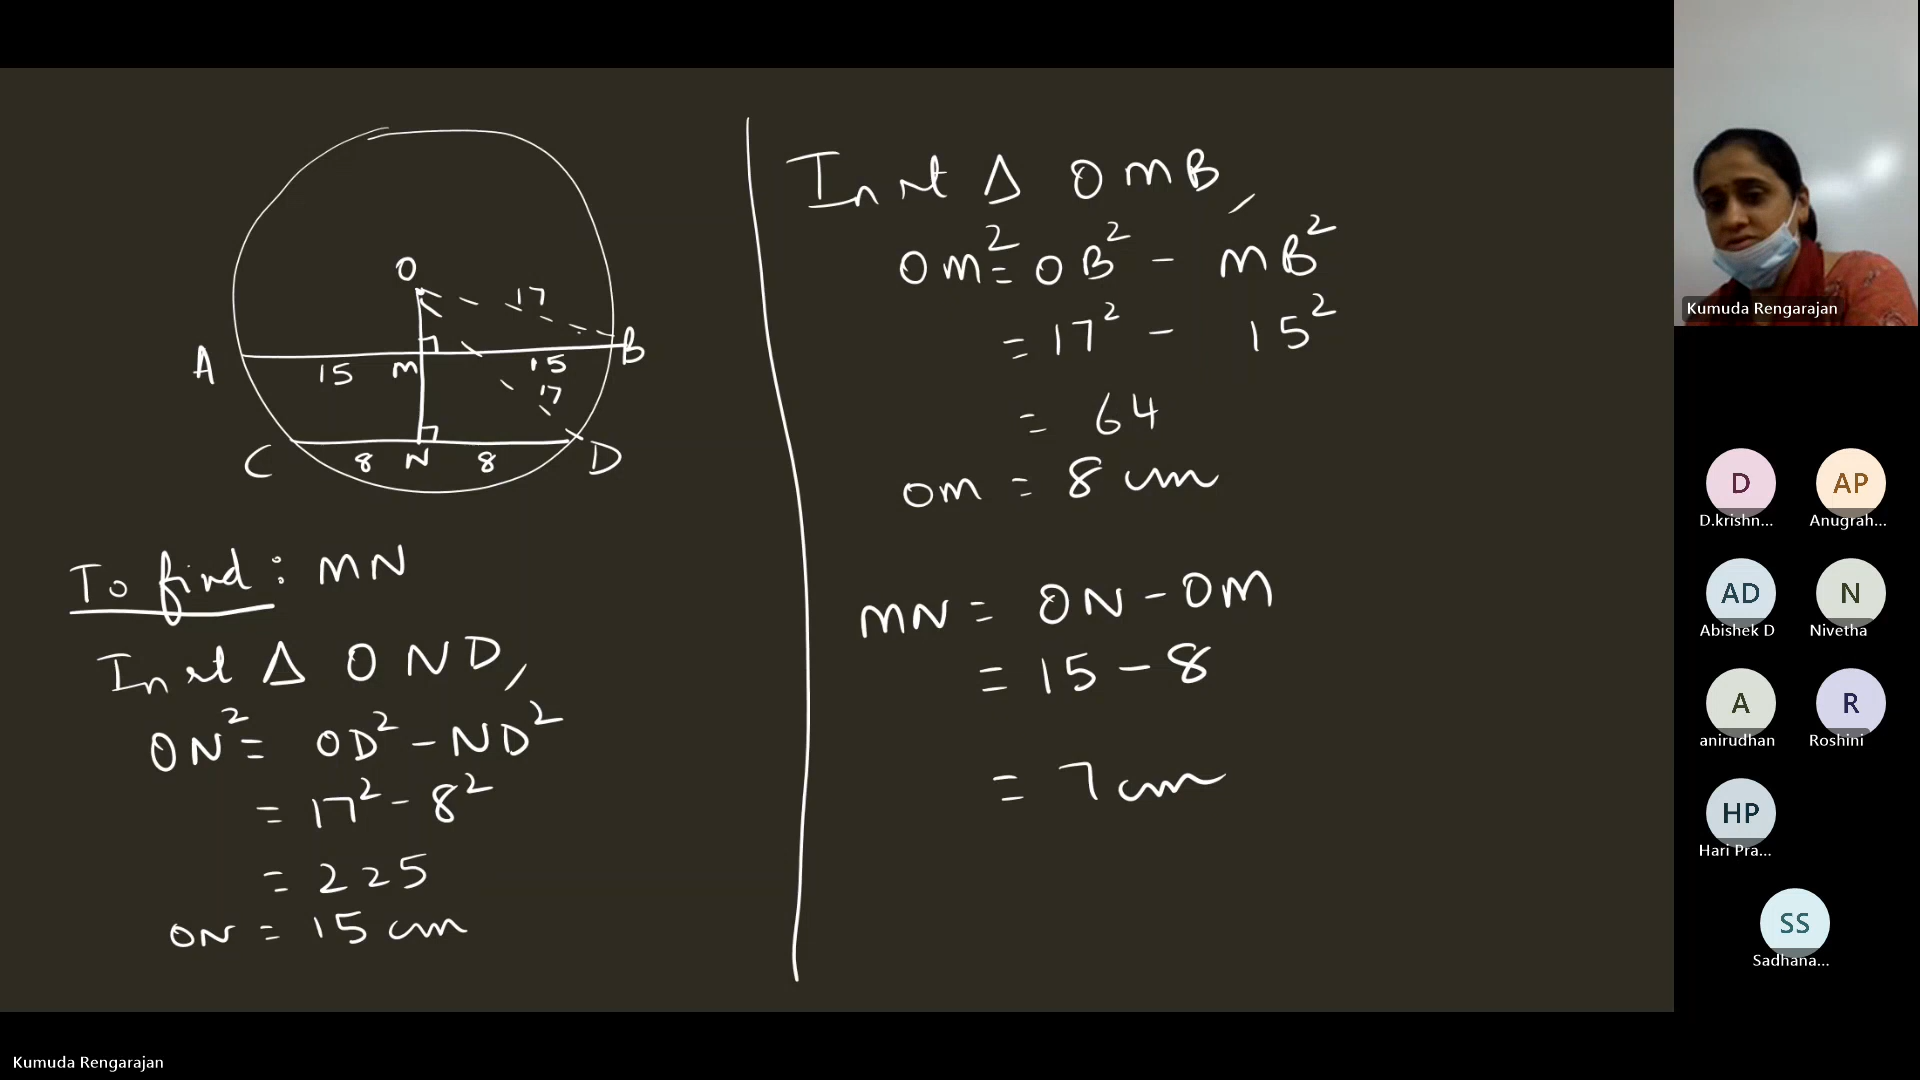 O
17
A
B
15 M 15
17
C
8 N 8
D
To find : MN
In rt Δ OND,
ON² = OD² - ND²
= 17² - 8²
= 225
ON = 15 cm
In rt Δ OMB,
OM² = OB² - MB²
= 17² - 15²
= 64
OM = 8 cm
MN = ON - OM
= 15 - 8
= 7 cm
Kumuda Rengarajan
D AP
D.krishn... Anugrah...
AD N
Abishek D Nivetha
A R
anirudhan Roshini
HP
Hari Pra...
SS
Sadhana...
Kumuda Rengarajan